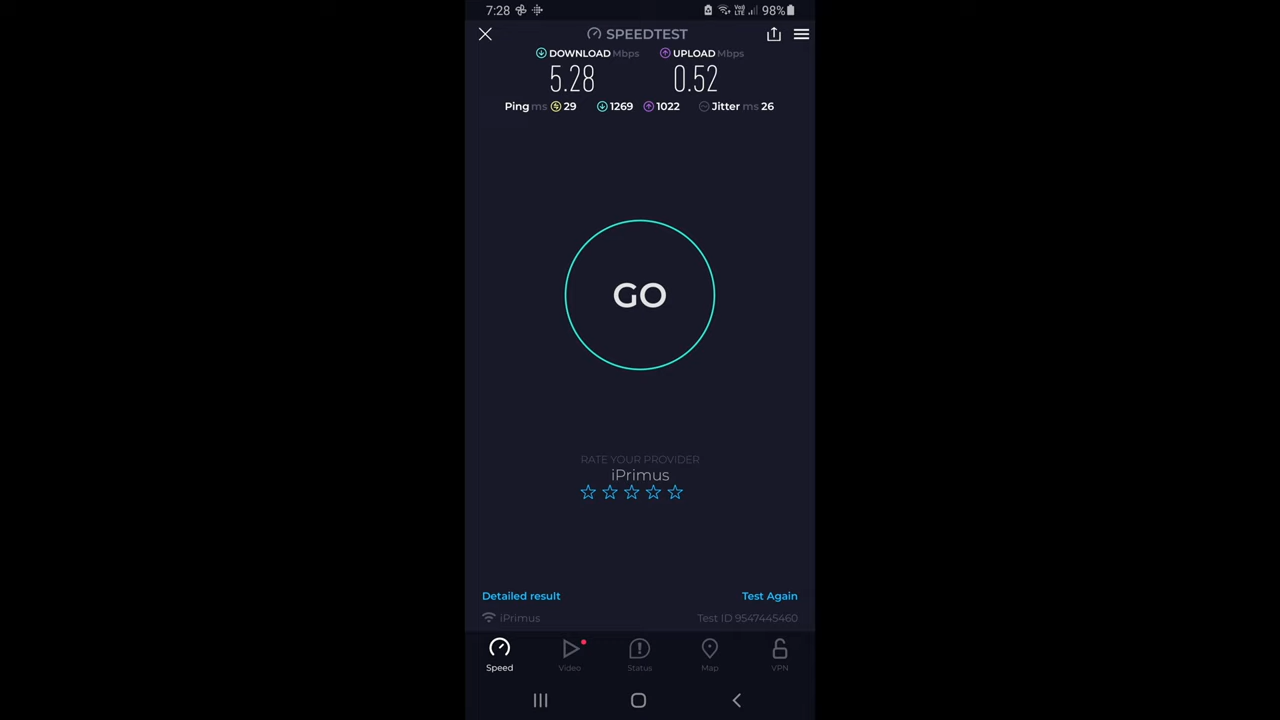 7:28 Vo) LTE 98%
SPEEDTEST
DOWNLOAD Mbps UPLOAD Mbps
5.28 0.52
Ping ms 29 1269 1022 Jitter ms 26
GO
RATE YOUR PROVIDER
iPrimus
Detailed result Test Again
iPrimus Test ID 9547445460
Speed Video Status Map VPN